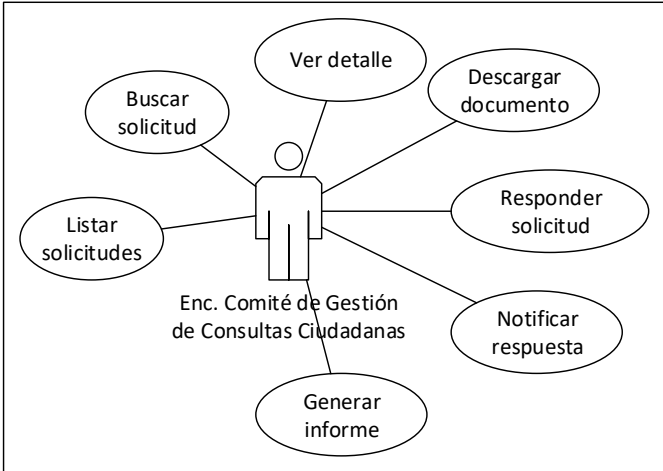 Ver detalle
Descargar
documento
Buscar
solicitud
Responder
solicitud
Listar
solicitudes
Enc. Comité de Gestión
de Consultas Ciudadanas
Notificar
respuesta
Generar
informe